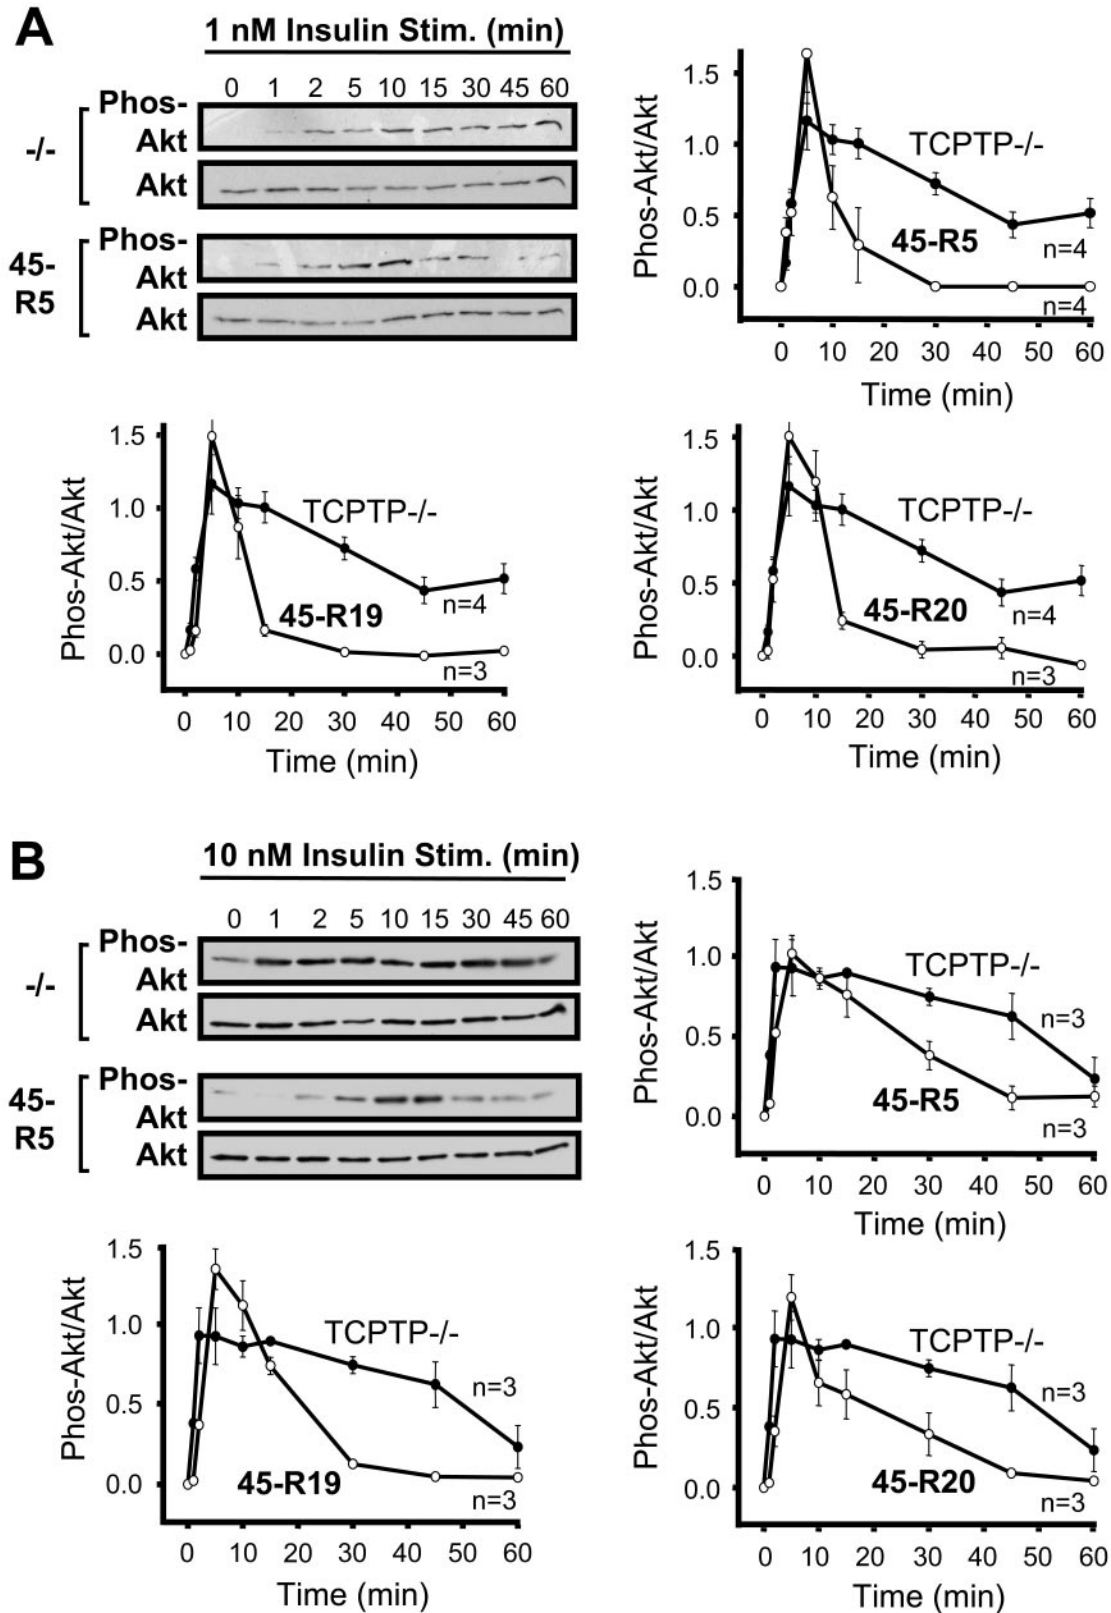 A
1 nM Insulin Stim. (min)
0 1 2 5 10 15 30 45 60
-/-
Phos-
Akt
Akt
45-
R5
Phos-
Akt
Akt
Phos-Akt/Akt
1.5
1.0
0.5
0.0
TCPTP-/-
45-R5
n=4
n=4
0 10 20 30 40 50 60
Time (min)
Phos-Akt/Akt
1.5
1.0
0.5
0.0
TCPTP-/-
45-R19
n=4
n=3
0 10 20 30 40 50 60
Time (min)
Phos-Akt/Akt
1.5
1.0
0.5
0.0
TCPTP-/-
45-R20
n=4
n=3
0 10 20 30 40 50 60
Time (min)
B
10 nM Insulin Stim. (min)
0 1 2 5 10 15 30 45 60
-/-
Phos-
Akt
Akt
45-
R5
Phos-
Akt
Akt
Phos-Akt/Akt
1.5
1.0
0.5
0.0
TCPTP-/-
n=3
45-R5
n=3
0 10 20 30 40 50 60
Time (min)
Phos-Akt/Akt
1.5
1.0
0.5
0.0
TCPTP-/-
n=3
45-R19
n=3
0 10 20 30 40 50 60
Time (min)
Phos-Akt/Akt
1.5
1.0
0.5
0.0
TCPTP-/-
n=3
45-R20
n=3
0 10 20 30 40 50 60
Time (min)